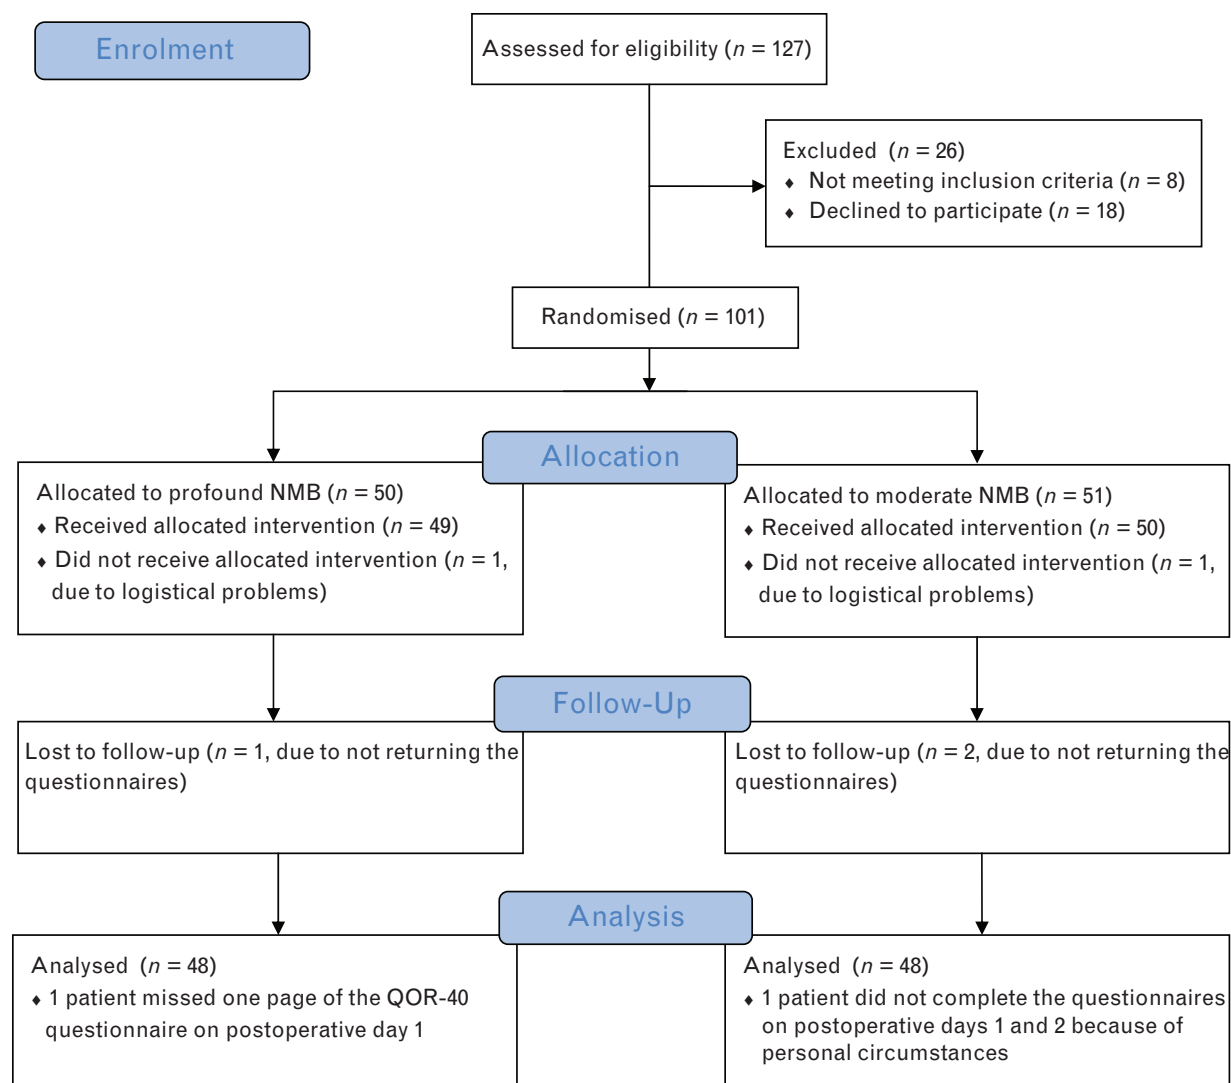 Enrolment
Assessed for eligibility (n = 127)
Excluded (n = 26)
♦ Not meeting inclusion criteria (n = 8)
♦ Declined to participate (n = 18)
Randomised (n = 101)
Allocation
Allocated to profound NMB (n = 50)
♦ Received allocated intervention (n = 49)
♦ Did not receive allocated intervention (n = 1,
due to logistical problems)
Allocated to moderate NMB (n = 51)
♦ Received allocated intervention (n = 50)
♦ Did not receive allocated intervention (n = 1,
due to logistical problems)
Follow-Up
Lost to follow-up (n = 1, due to not returning the
questionnaires)
Lost to follow-up (n = 2, due to not returning the
questionnaires)
Analysis
Analysed (n = 48)
♦ 1 patient missed one page of the QOR-40
questionnaire on postoperative day 1
Analysed (n = 48)
♦ 1 patient did not complete the questionnaires
on postoperative days 1 and 2 because of
personal circumstances